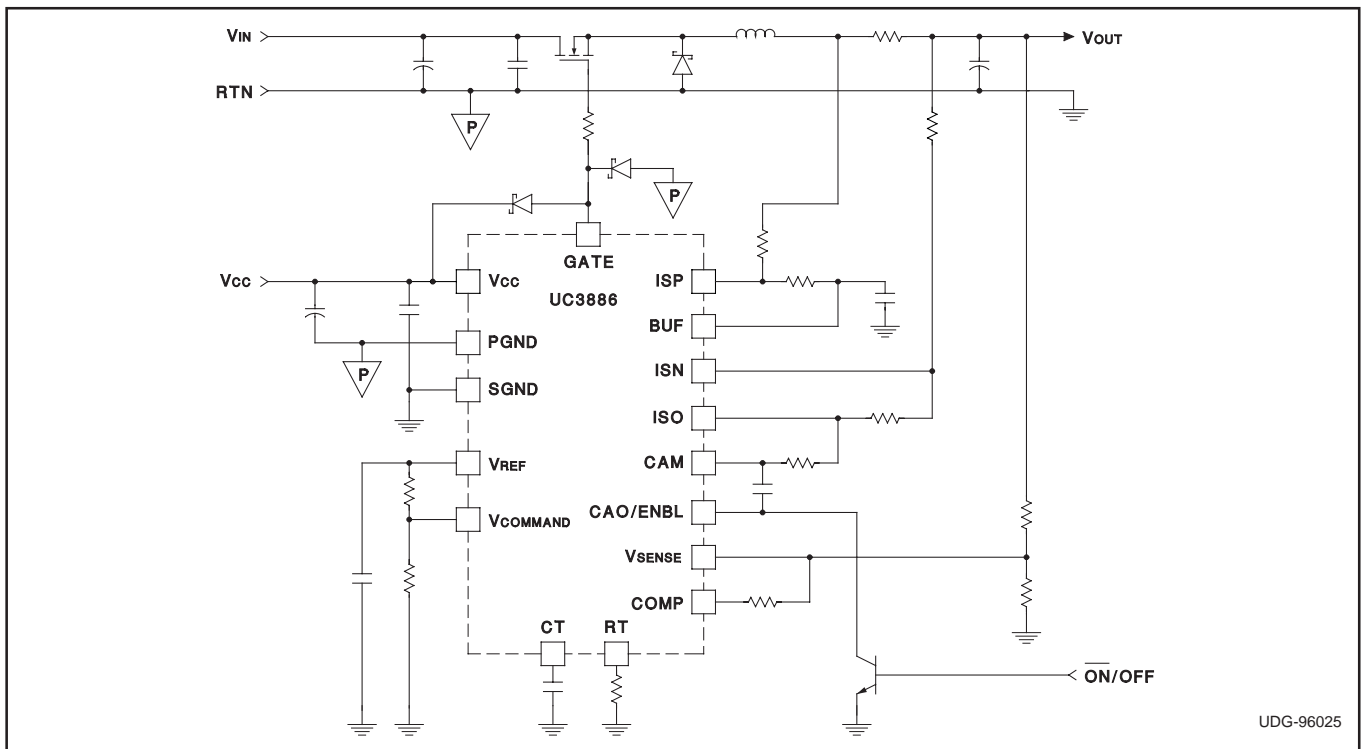 VIN
VOUT
RTN
P
P
GATE
VCC
VCC
ISP
UC3886
BUF
PGND
P
ISN
SGND
ISO
VREF
CAM
VCOMMAND
CAO/ENBL
VSENSE
COMP
CT
RT
ON/OFF
UDG-96025